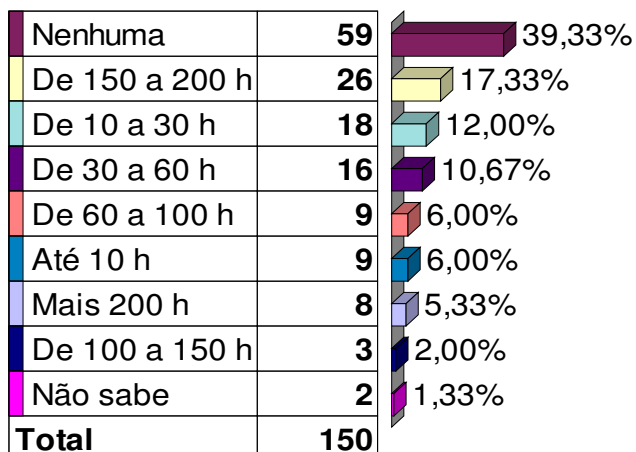 Nenhuma 59 39,33%
De 150 a 200 h 26 17,33%
De 10 a 30 h 18 12,00%
De 30 a 60 h 16 10,67%
De 60 a 100 h 9 6,00%
Até 10 h 9 6,00%
Mais 200 h 8 5,33%
De 100 a 150 h 3 2,00%
Não sabe 2 1,33%
Total 150